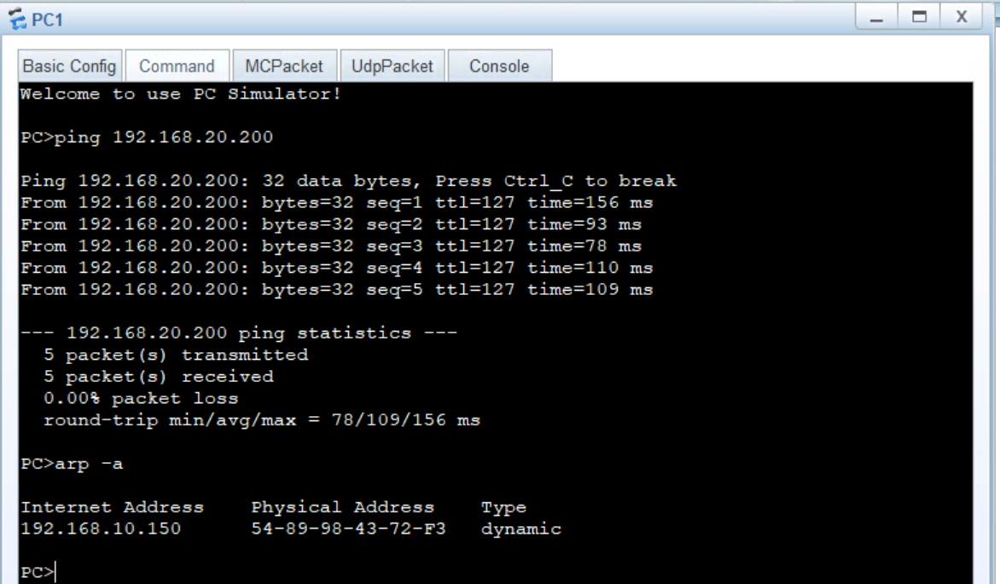 PC1
X
Basic Config Command MCPacket UdpPacket Console
Welcome to use PC Simulator!
PC>ping 192.168.20.200
Ping 192.168.20.200: 32 data bytes, Press Ctrl_C to break
From 192.168.20.200: bytes=32 seq=1 ttl=127 time=156 ms
From 192.168.20.200: bytes=32 seq=2 ttl=127 time=93 ms
From 192.168.20.200: bytes=32 seq=3 ttl=127 time=78 ms
From 192.168.20.200: bytes=32 seq=4 ttl=127 time=110 ms
From 192.168.20.200: bytes=32 seq=5 ttl=127 time=109 ms
--- 192.168.20.200 ping statistics ---
5 packet(s) transmitted
5 packet(s) received
0.00% packet loss
round-trip min/avg/max = 78/109/156 ms
PC>arp -a
Internet Address Physical Address Type
192.168.10.150 54-89-98-43-72-F3 dynamic
PC>